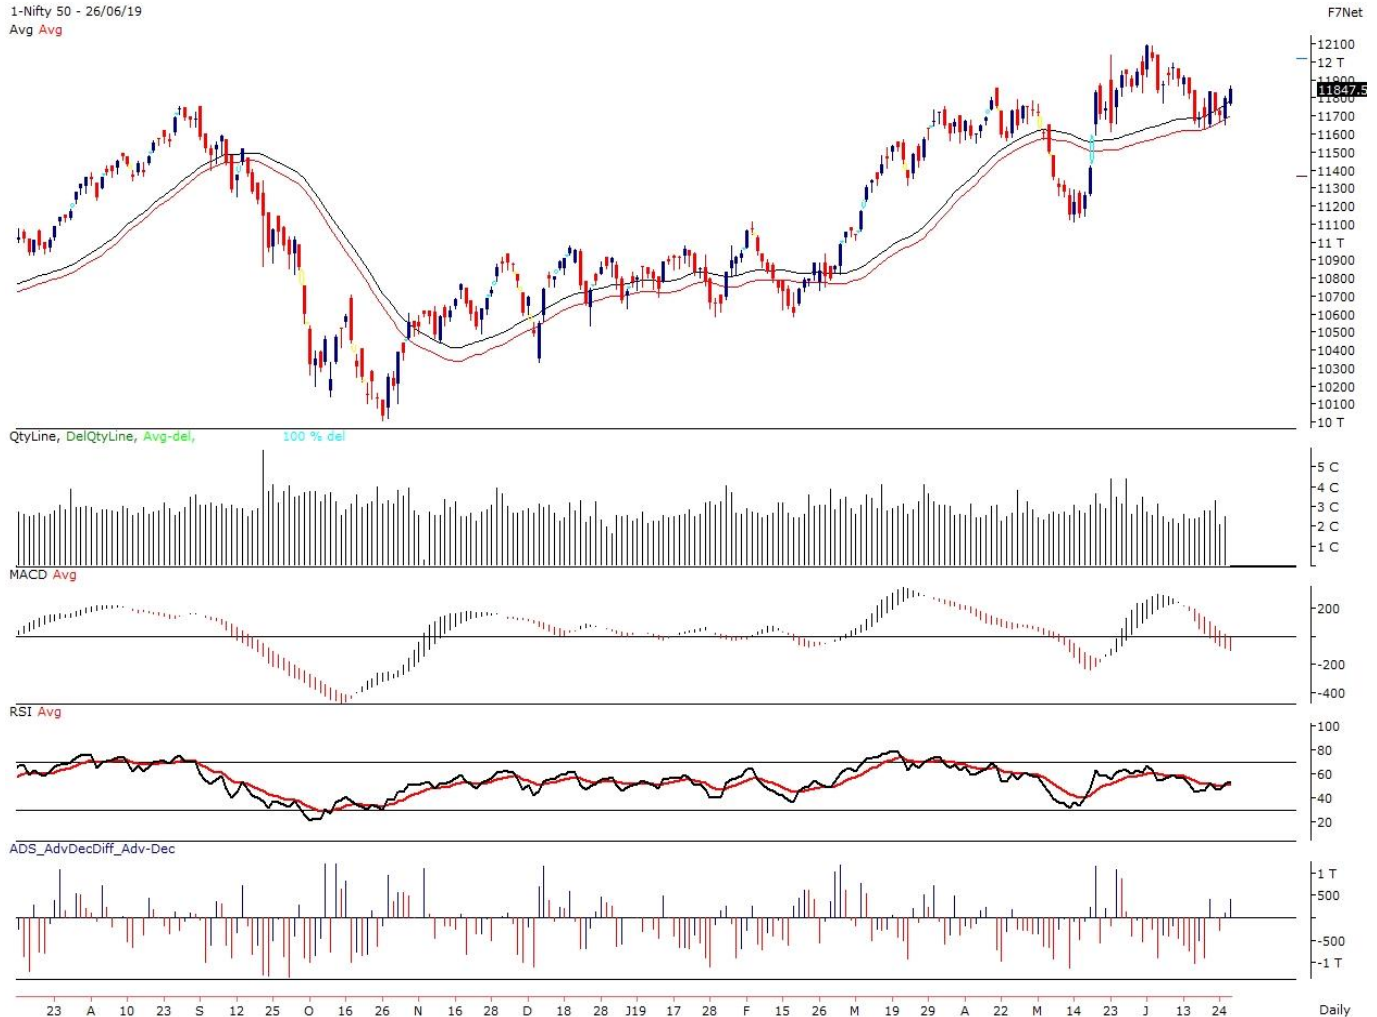 1-Nifty 50 - 26/06/19
F7Net
Avg Avg
12100
12 T
11900
11847.5
11800
11700
11600
11500
11400
11300
11200
11100
11 T
10900
10800
10700
10600
10500
10400
10300
10200
10100
10 T
QtyLine, DelQtyLine, Avg-del, 100 % del
5 C
4 C
3 C
2 C
1 C
MACD Avg
200
-200
-400
RSI Avg
100
80
60
40
20
ADS_AdvDecDiff_Adv-Dec
1 T
500
-500
-1 T
23 A 10 23 S 12 25 O 16 26 N 16 28 D 18 28 J19 17 28 F 15 26 M 18 29 A 22 M 14 23 J 13 24 Daily